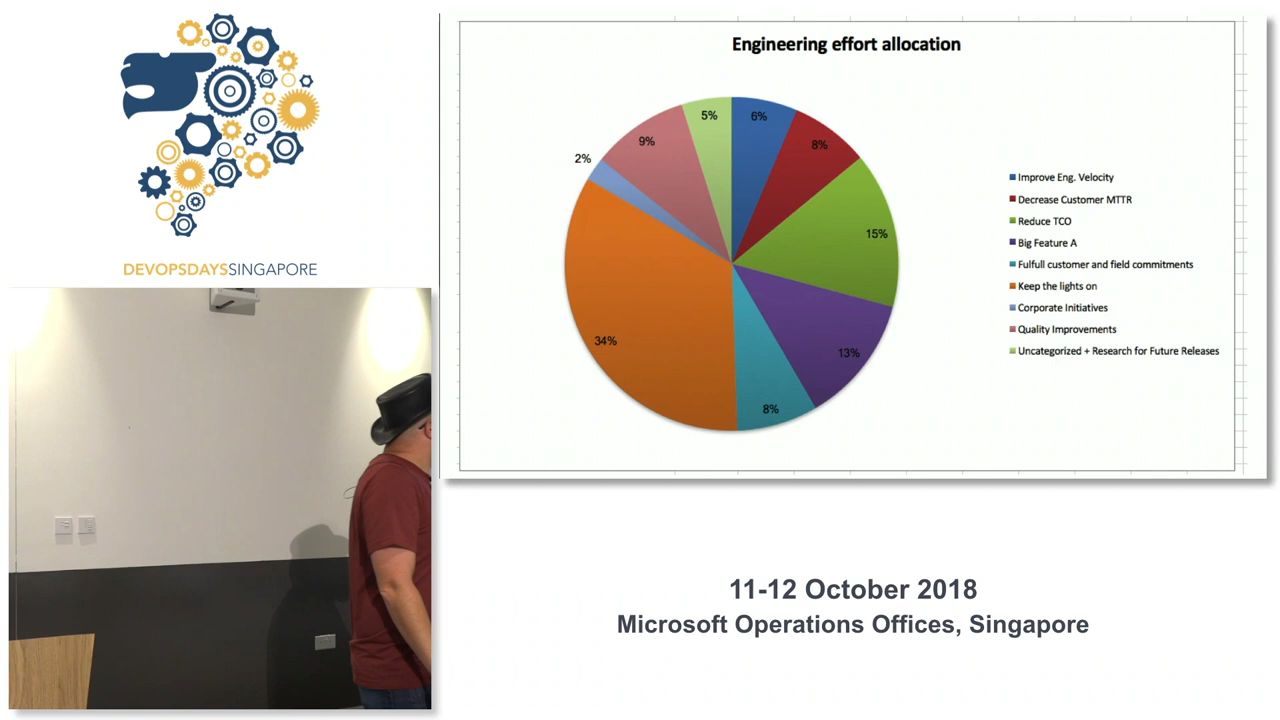 DEVOPSDAYSSINGAPORE
Engineering effort allocation
5%
6%
8%
15%
13%
8%
34%
2%
9%
Improve Eng. Velocity
Decrease Customer MTTR
Reduce TCO
Big Feature A
Fulfull customer and field commitments
Keep the lights on
Corporate Initiatives
Quality Improvements
Uncategorized + Research for Future Releases
11-12 October 2018
Microsoft Operations Offices, Singapore